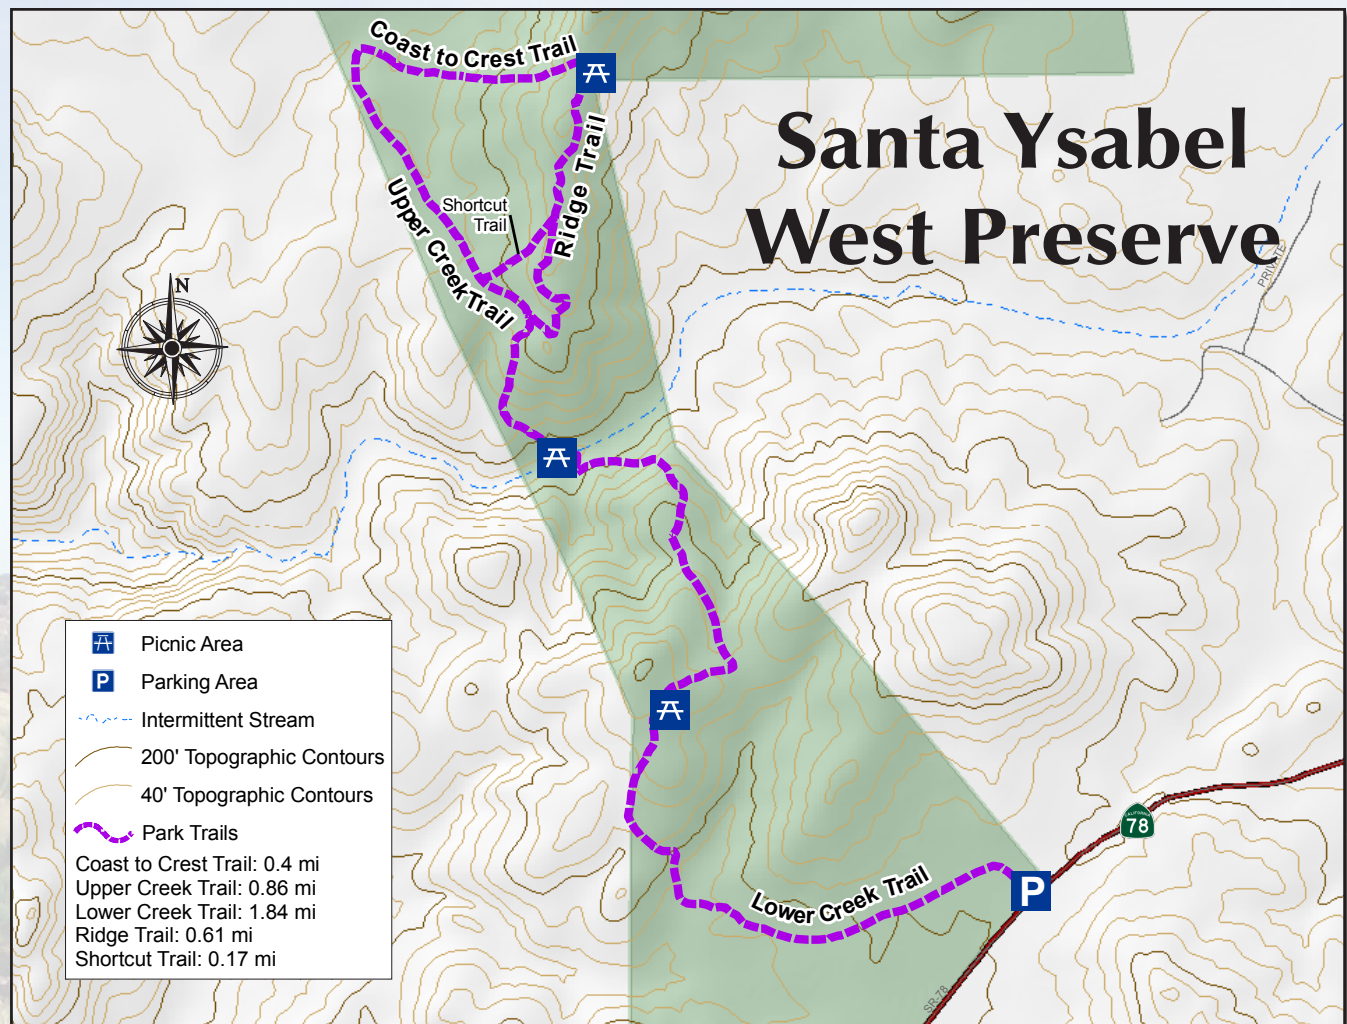 Coast to Crest Trail
Santa Ysabel
West Preserve
Ridge Trail
Shortcut
Trail
Upper Creek Trail
PRIVATE
N
Picnic Area
P
Parking Area
Intermittent Stream
200' Topographic Contours
40' Topographic Contours
Park Trails
Coast to Crest Trail: 0.4 mi
Upper Creek Trail: 0.86 mi
Lower Creek Trail: 1.84 mi
Ridge Trail: 0.61 mi
Shortcut Trail: 0.17 mi
CALIFORNIA
78
Lower Creek Trail
P
SR-78